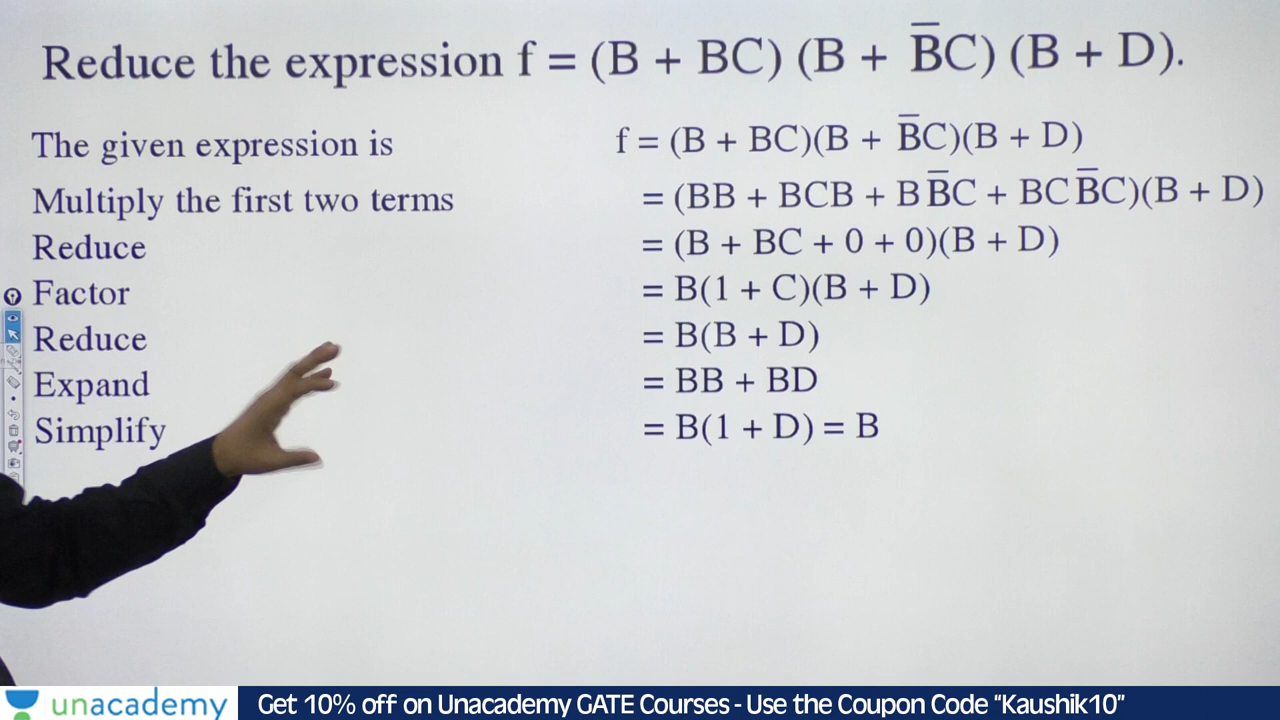 Reduce the expression f = (B + BC) (B + B̅C) (B + D).
The given expression is f = (B + BC)(B + B̅C)(B + D)
Multiply the first two terms = (BB + BCB + BB̅C + BCB̅C)(B + D)
Reduce = (B + BC + 0 + 0)(B + D)
Factor = B(1 + C)(B + D)
Reduce = B(B + D)
Expand = BB + BD
Simplify = B(1 + D) = B
unacademy Get 10% off on Unacademy GATE Courses - Use the Coupon Code “Kaushik10”